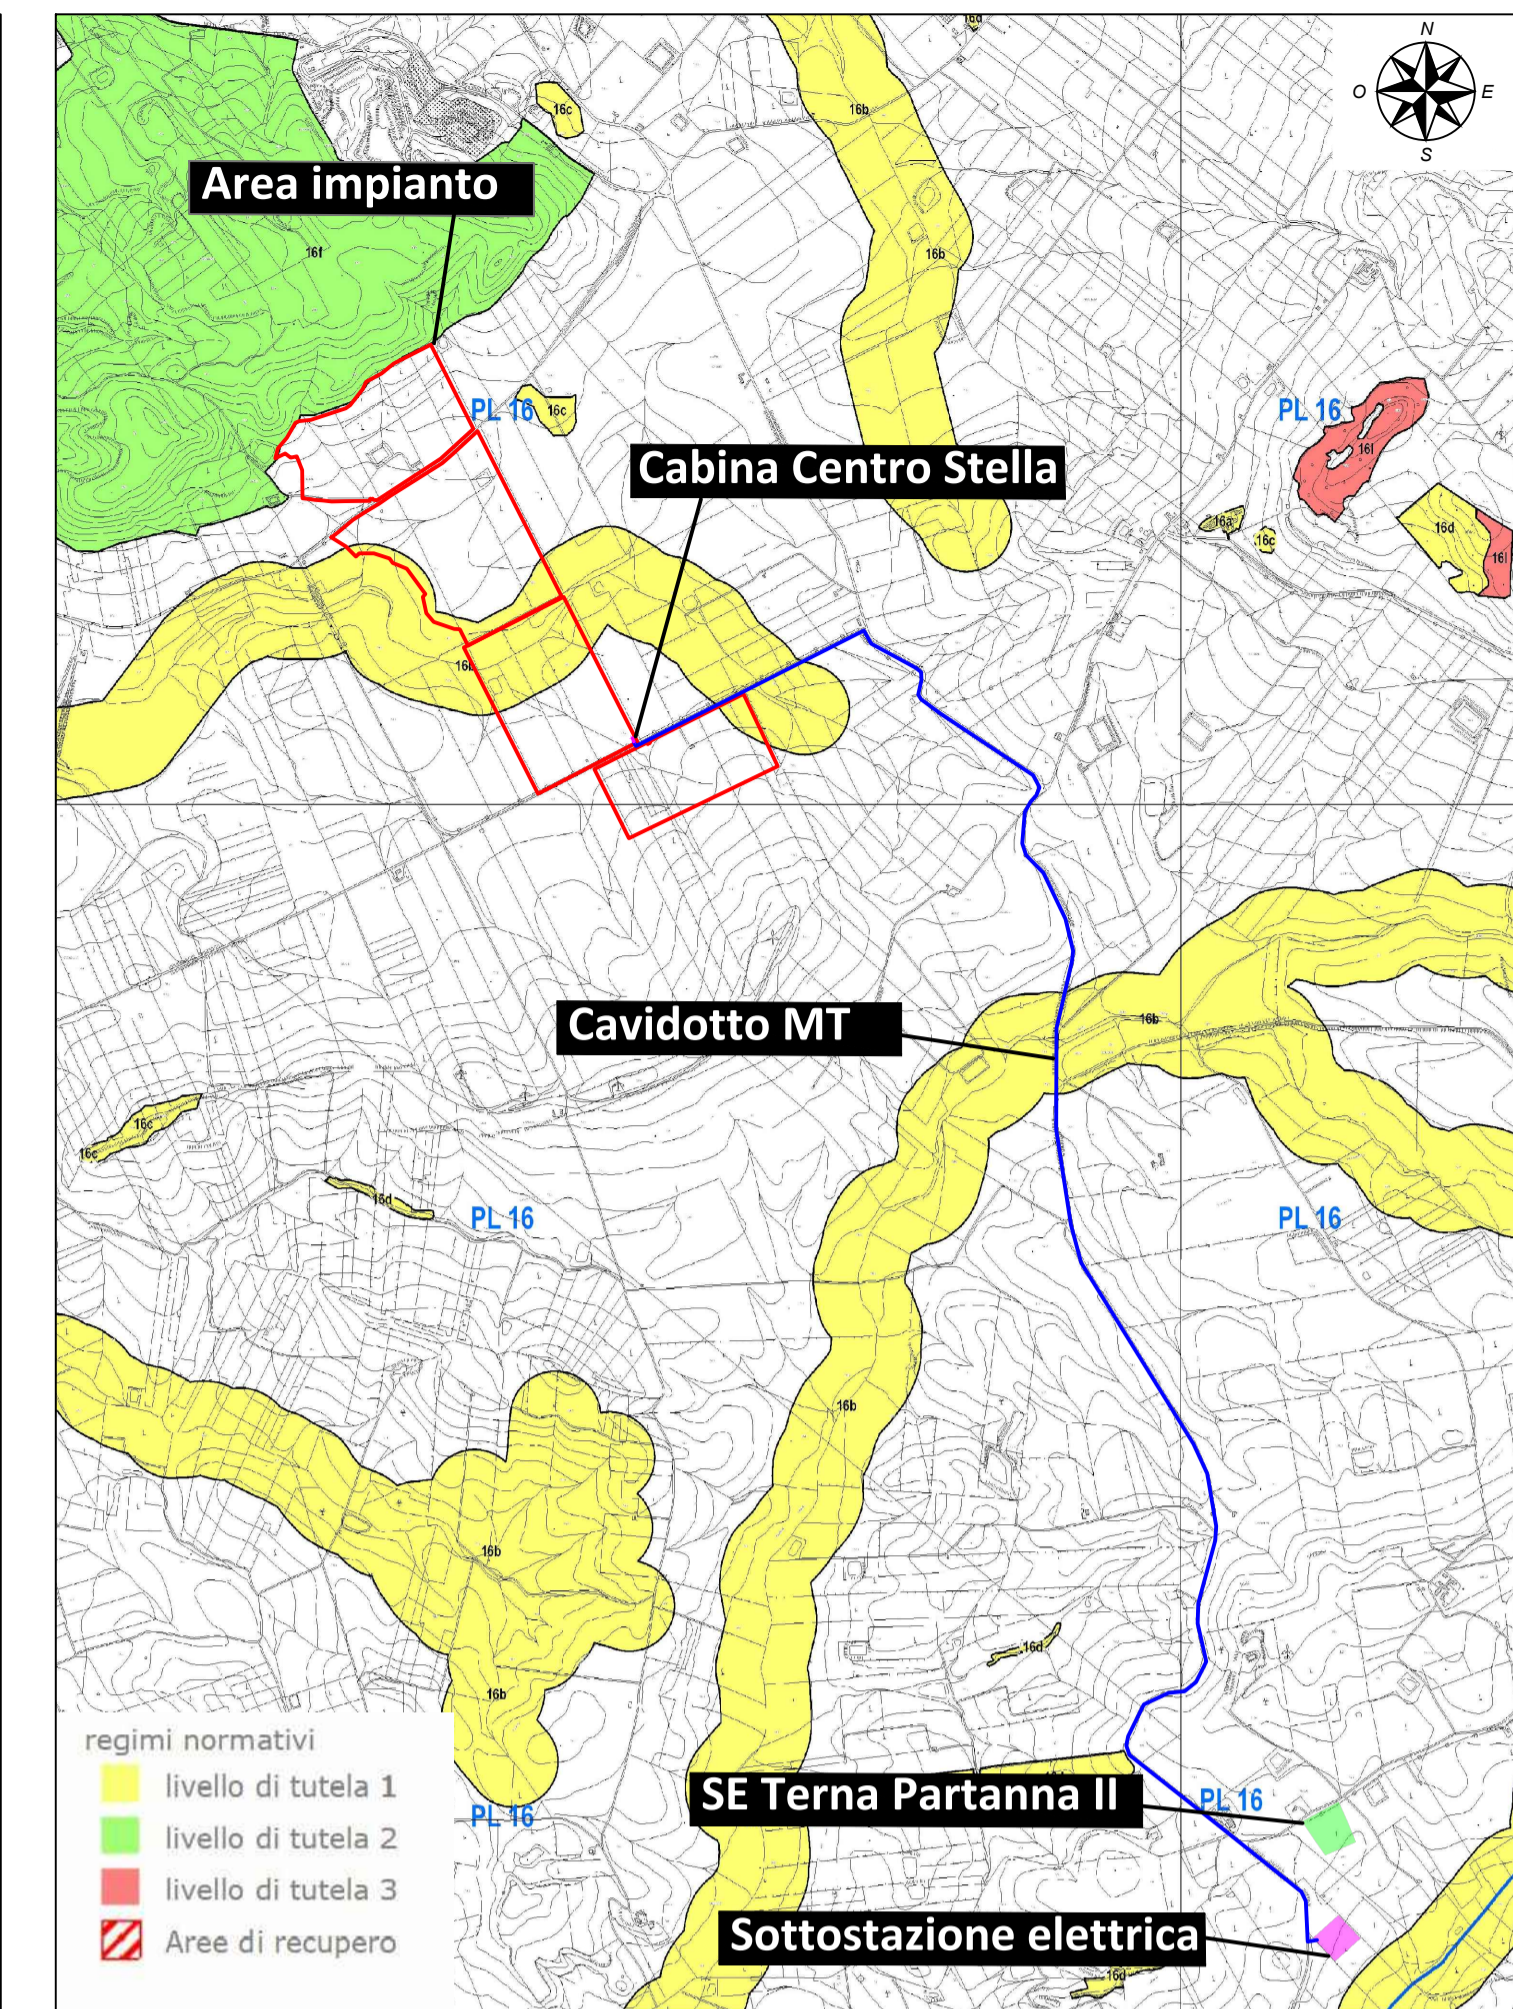 N
O
E
S
16d
16c
16b
Area impianto
16f
16b
PL 16
16c
PL 16
16l
Cabina Centro Stella
16a
16c
16d
16l
16b
Cavidotto MT
16b
16c
16c
16d
PL 16
PL 16
16b
16b
16d
16b
regimi normativi
livello di tutela 1
livello di tutela 2
livello di tutela 3
Aree di recupero
PL 16
SE Terna Partanna II
PL 16
Sottostazione elettrica
16d